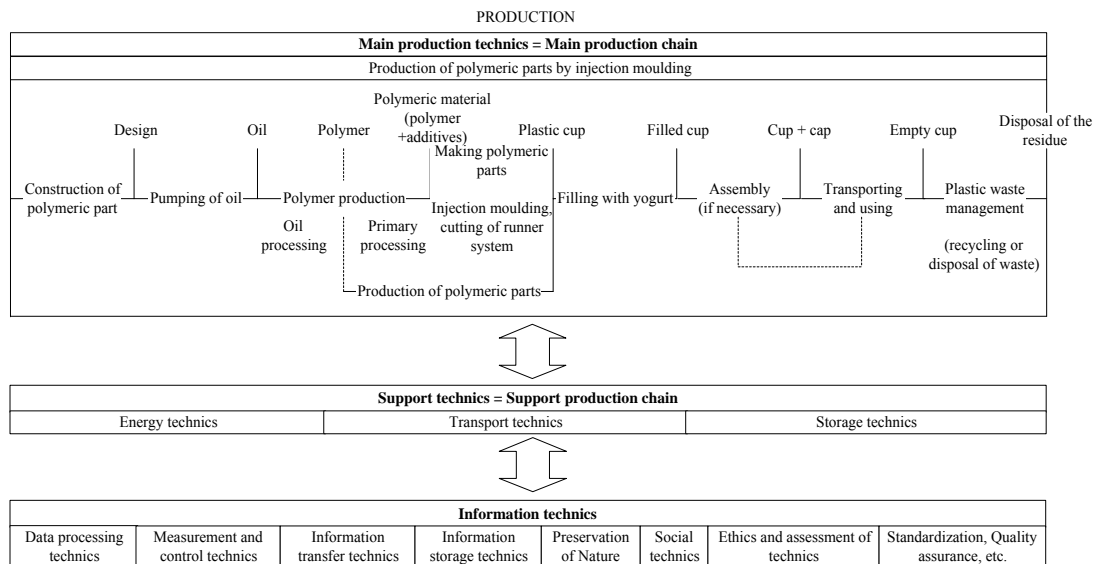 PRODUCTION
Main production technics = Main production chain
Production of polymeric parts by injection moulding
Design
Oil
Polymer
Polymeric material
(polymer
+additives)
Plastic cup
Filled cup
Cup + cap
Empty cup
Disposal of the
residue
Construction of
polymeric part
Pumping of oil
Polymer production
Oil
processing
Primary
processing
Making polymeric
parts
Injection moulding,
cutting of runner
system
Filling with yogurt
Assembly
(if necessary)
Transporting
and using
Plastic waste
management
(recycling or
disposal of waste)
Production of polymeric parts
Support technics = Support production chain
Energy technics
Transport technics
Storage technics
Information technics
Data processing
technics
Measurement and
control technics
Information
transfer technics
Information
storage technics
Preservation
of Nature
Social
technics
Ethics and assessment of
technics
Standardization, Quality
assurance, etc.